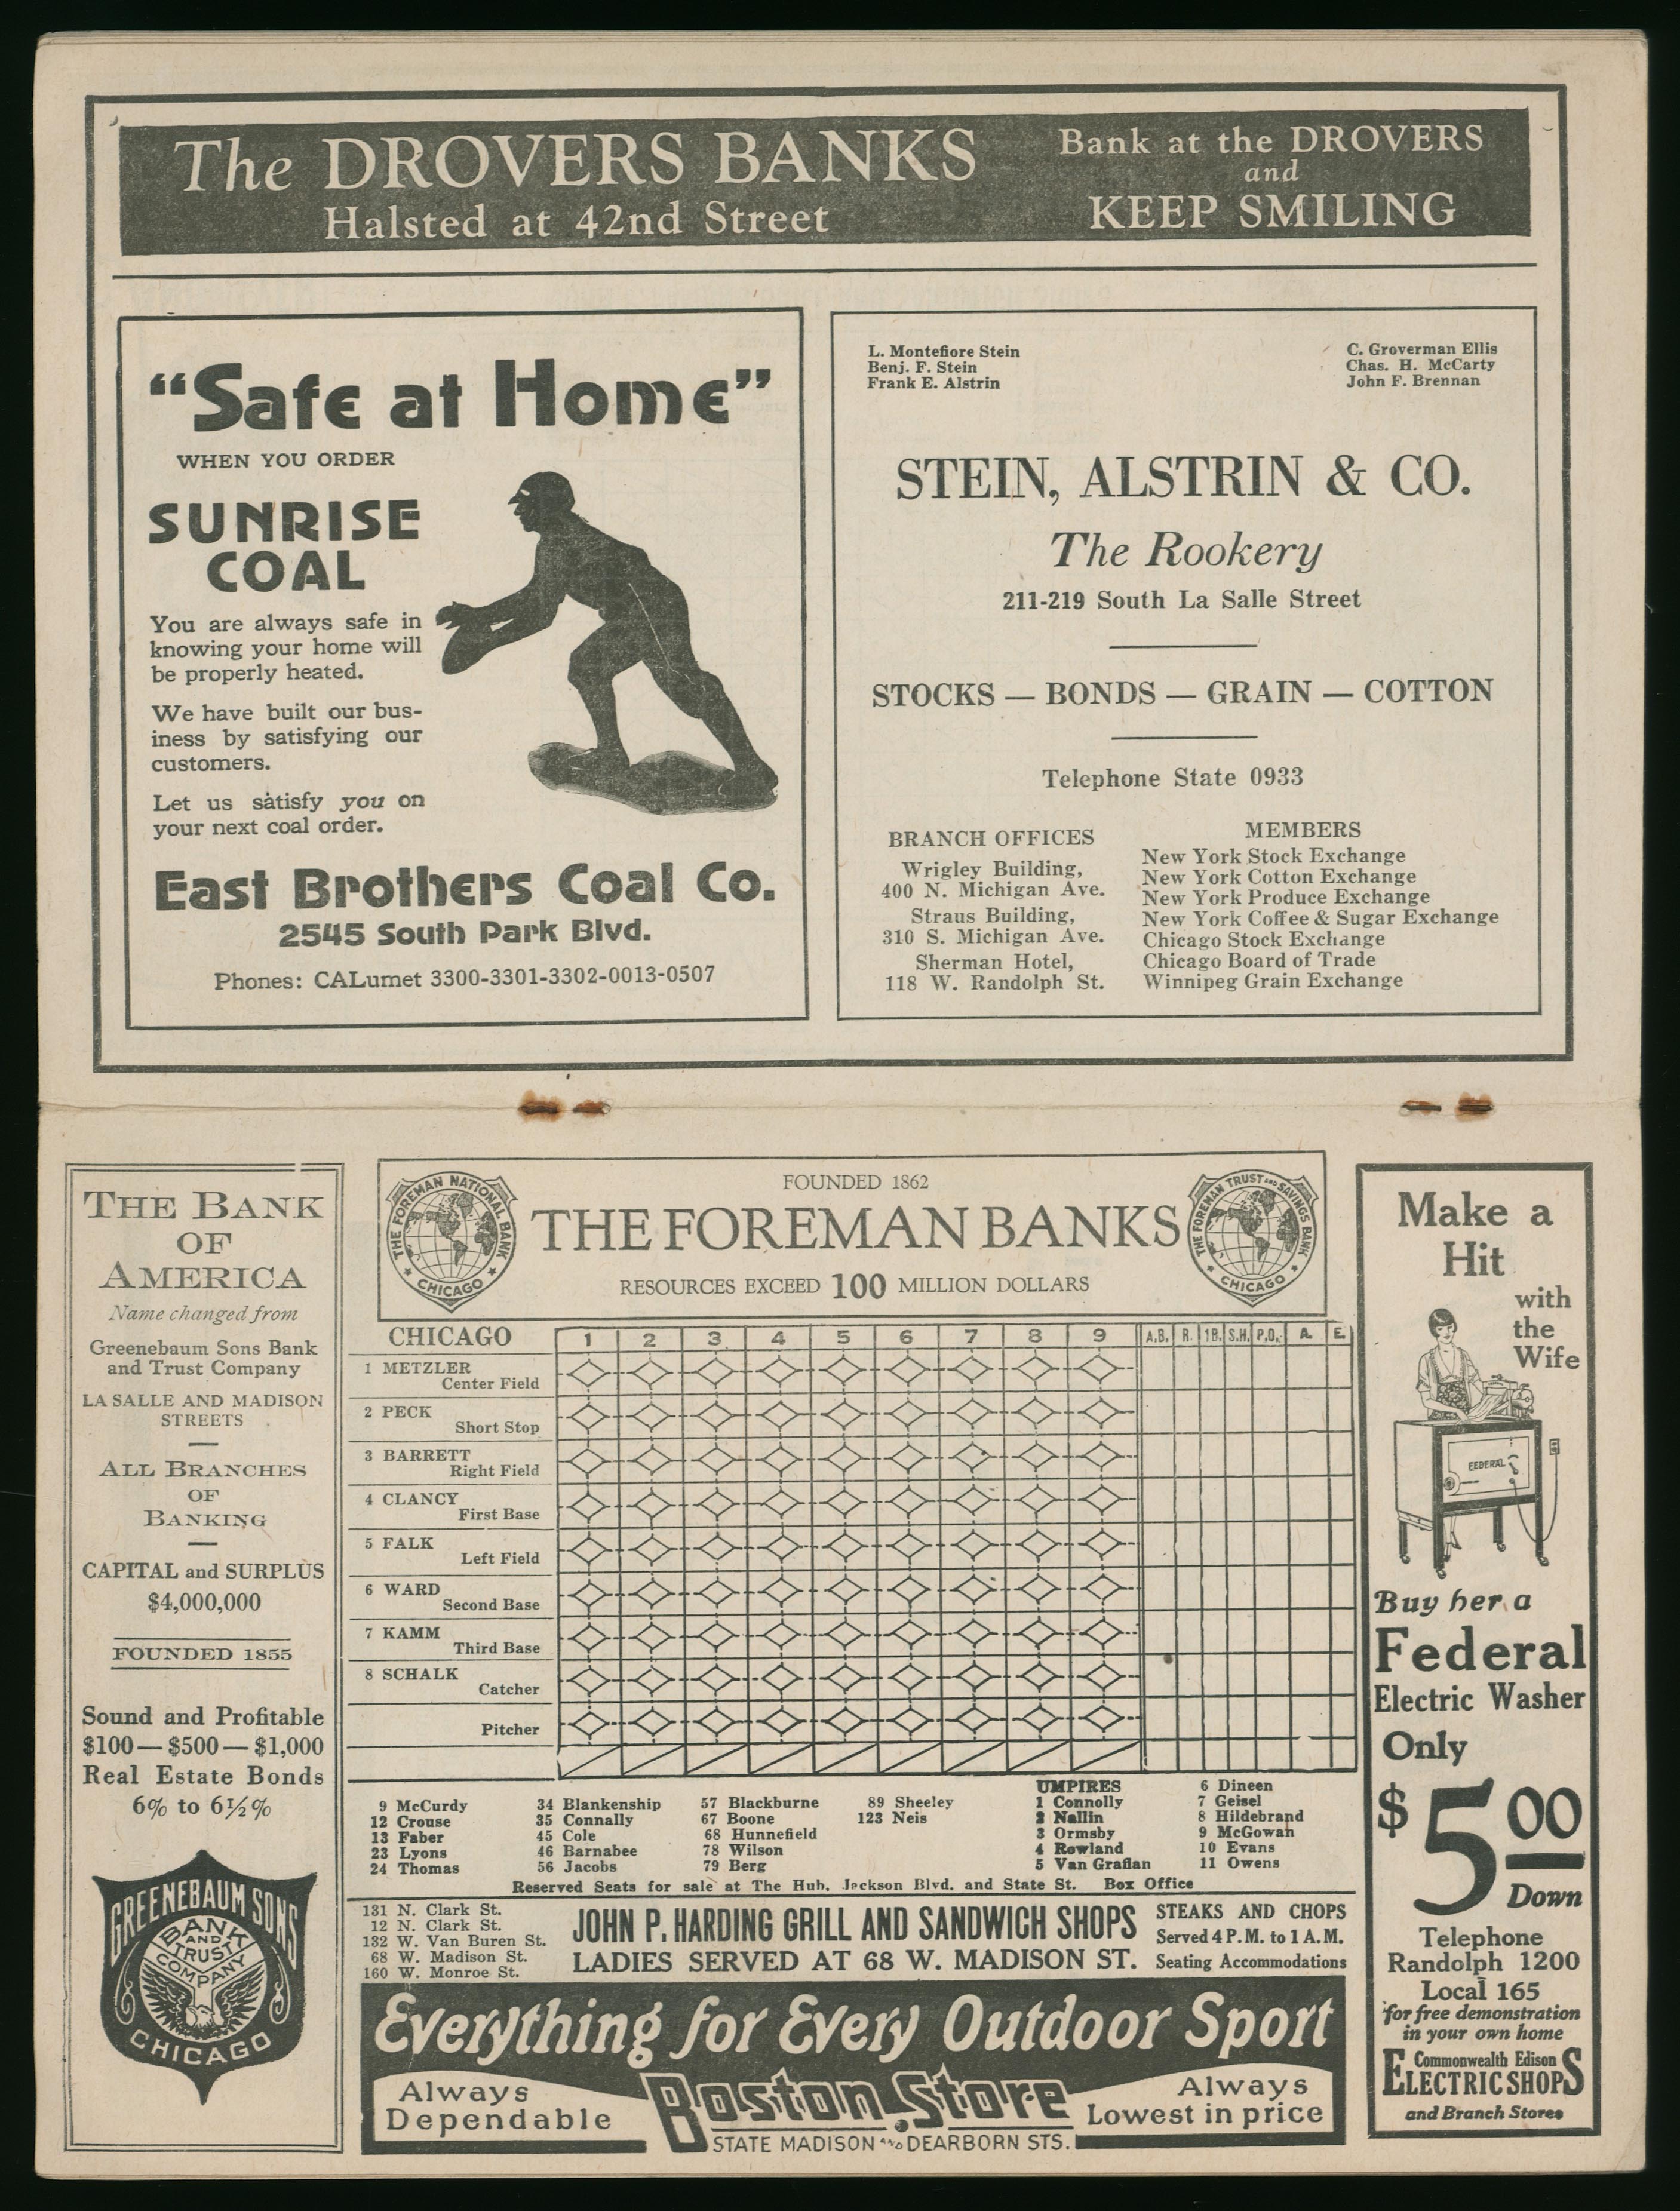 The DROVERS BANKS
Halsted at 42nd Street
Bank at the DROVERS
and
KEEP SMILING
"Safe at Home"
WHEN YOU ORDER
SUNRISE
COAL
You are always safe in
knowing your home will
be properly heated.
We have built our bus-
iness by satisfying our
customers.
Let us satisfy you on
your next coal order.
East Brothers Coal Co.
2545 South Park Blvd.
Phones: CALumet 3300-3301-3302-0013-0507
L. Montefiore Stein
Benj. F. Stein
Frank E. Alstrin
C. Groverman Ellis
Chas. H. McCarty
John F. Brennan
STEIN, ALSTRIN & CO.
The Rookery
211-219 South La Salle Street
STOCKS — BONDS — GRAIN — COTTON
Telephone State 0933
BRANCH OFFICES
Wrigley Building,
400 N. Michigan Ave.
Straus Building,
310 S. Michigan Ave.
Sherman Hotel,
118 W. Randolph St.
MEMBERS
New York Stock Exchange
New York Cotton Exchange
New York Produce Exchange
New York Coffee & Sugar Exchange
Chicago Stock Exchange
Chicago Board of Trade
Winnipeg Grain Exchange
THE BANK
OF
AMERICA
Name changed from
Greenebaum Sons Bank
and Trust Company
LA SALLE AND MADISON
STREETS
ALL BRANCHES
OF
BANKING
CAPITAL and SURPLUS
$4,000,000
FOUNDED 1855
Sound and Profitable
$100—$500—$1,000
Real Estate Bonds
6% to 6½%
GREENEBAUM SONS
BANK
AND
TRUST
COMPANY
CHICAGO
THE FOREMAN NATIONAL BANK
CHICAGO
FOUNDED 1862
THE FOREMAN BANKS
RESOURCES EXCEED 100 MILLION DOLLARS
THE FOREMAN TRUST AND SAVINGS BANK
CHICAGO
CHICAGO 1 2 3 4 5 6 7 8 9 A.B. R. 1B. S.H. P.O. A. E.
1 METZLER
Center Field
2 PECK
Short Stop
3 BARRETT
Right Field
4 CLANCY
First Base
5 FALK
Left Field
6 WARD
Second Base
7 KAMM
Third Base
8 SCHALK
Catcher
Pitcher
9 McCurdy
12 Crouse
13 Faber
23 Lyons
24 Thomas
34 Blankenship
35 Connally
45 Cole
46 Barnabee
56 Jacobs
57 Blackburne
67 Boone
68 Hunnefield
78 Wilson
79 Berg
89 Sheeley
123 Neis
UMPIRES
1 Connolly
2 Nallin
3 Ormsby
4 Rowland
5 Van Graflan
6 Dineen
7 Geisel
8 Hildebrand
9 McGowan
10 Evans
11 Owens
Reserved Seats for sale at The Hub, Jackson Blvd. and State St. Box Office
131 N. Clark St.
12 N. Clark St.
132 W. Van Buren St.
68 W. Madison St.
160 W. Monroe St.
JOHN P. HARDING GRILL AND SANDWICH SHOPS
LADIES SERVED AT 68 W. MADISON ST.
STEAKS AND CHOPS
Served 4 P.M. to 1 A.M.
Seating Accommodations
Everything for Every Outdoor Sport
Always
Dependable
Boston Store
STATE MADISON AND DEARBORN STS.
Always
Lowest in price
Make a
Hit
with
the
Wife
FEDERAL
Buy her a
Federal
Electric Washer
Only
$5.00
Down
Telephone
Randolph 1200
Local 165
for free demonstration
in your own home
Commonwealth Edison
ELECTRIC SHOPS
and Branch Stores